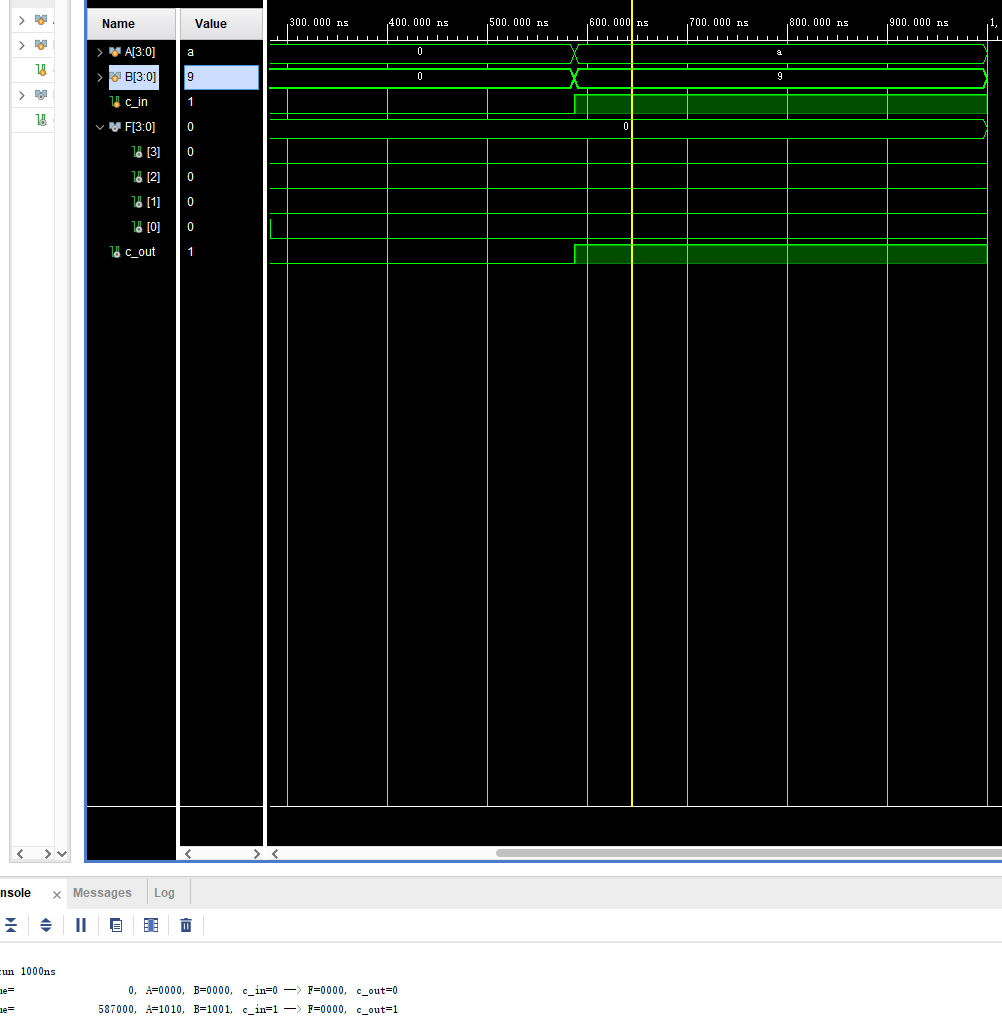 Name Value
300.000 ns 400.000 ns 500.000 ns 600.000 ns 700.000 ns 800.000 ns 900.000 ns 1,
A[3:0] a 0 a
B[3:0] 9 0 9
c_in 1
F[3:0] 0 0
[3] 0
[2] 0
[1] 0
[0] 0
c_out 1
nsole × Messages Log
run 1000ns
me= 0, A=0000, B=0000, c_in=0 —> F=0000, c_out=0
me= 587000, A=1010, B=1001, c_in=1 —> F=0000, c_out=1